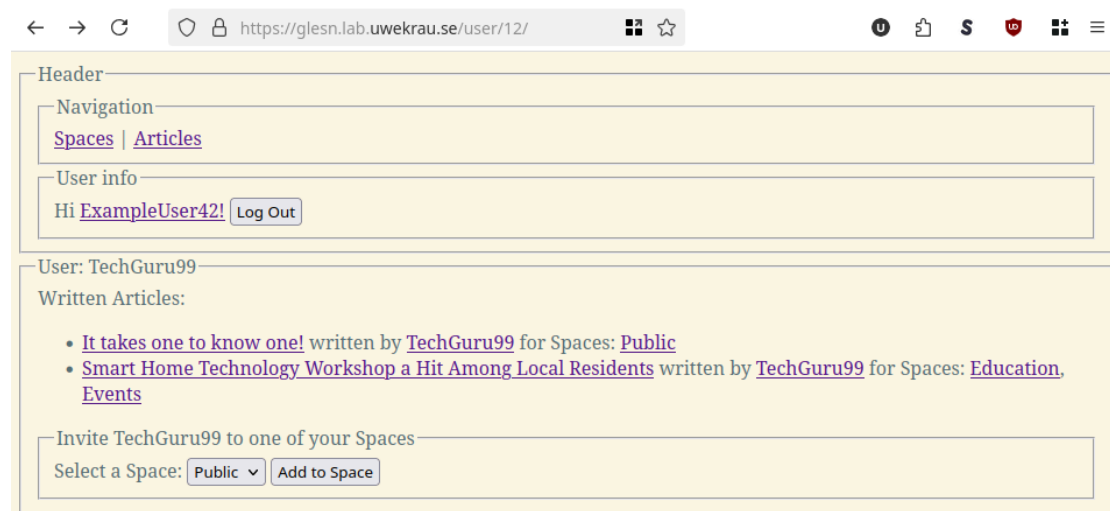 https://glesn.lab.uwekrau.se/user/12/
Header
Navigation
Spaces | Articles
User info
Hi ExampleUser42! Log Out
User: TechGuru99
Written Articles:
• It takes one to know one! written by TechGuru99 for Spaces: Public
• Smart Home Technology Workshop a Hit Among Local Residents written by TechGuru99 for Spaces: Education,
Events
Invite TechGuru99 to one of your Spaces
Select a Space: Public Add to Space